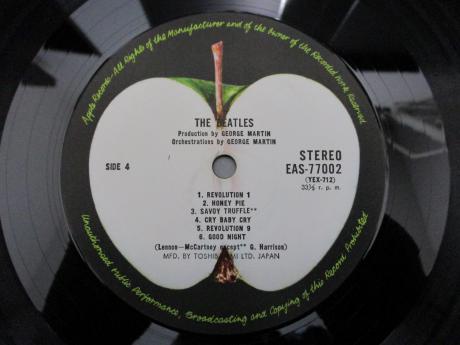 Apple Records-All Rights of the Manufacturer and of the Owner of the Recorded Work Reserved
THE BEATLES
Production by GEORGE MARTIN
Orchestrations by GEORGE MARTIN
SIDE 4
STEREO
EAS-77002
(YEX-712)
33⅓ r. p. m.
1. REVOLUTION 1
2. HONEY PIE
3. SAVOY TRUFFLE**
4. CRY BABY CRY
5. REVOLUTION 9
6. GOOD NIGHT
(Lennon—McCartney except** G. Harrison)
MFD. BY TOSHIBA EMI LTD. JAPAN
Unauthorised Public Performance, Broadcasting and Copying of this Record Prohibited